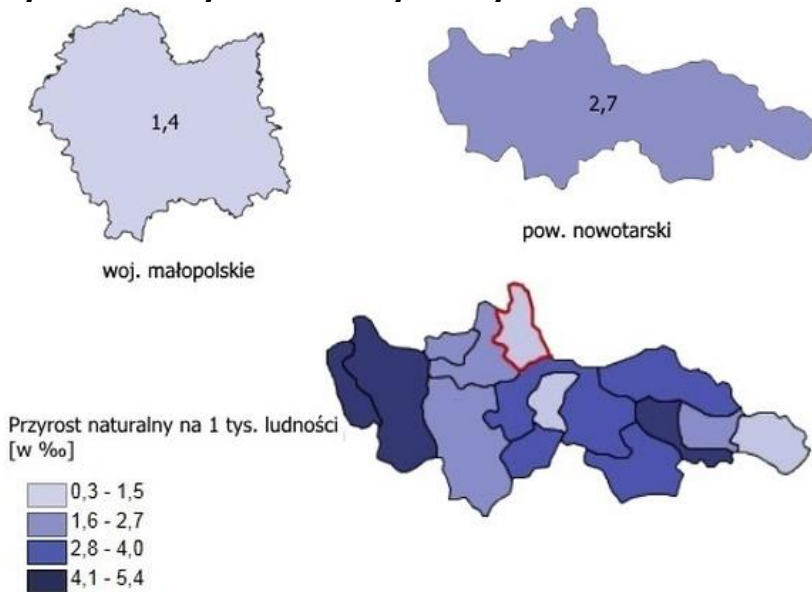 1,4
2,7
woj. małopolskie
pow. nowotarski
Przyrost naturalny na 1 tys. ludności
[w ‰]
0,3 - 1,5
1,6 - 2,7
2,8 - 4,0
4,1 - 5,4